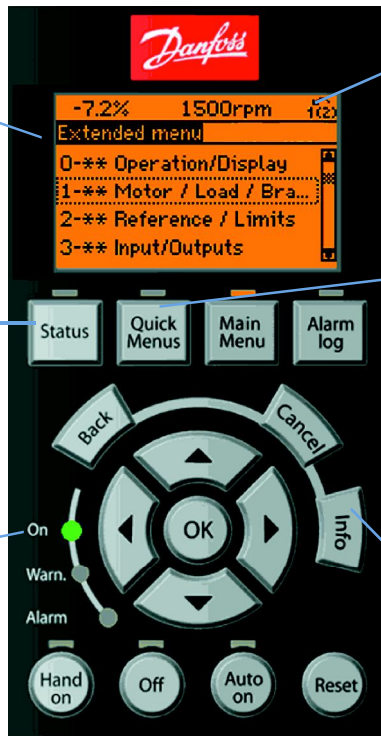 Danfoss
-7.2% 1500rpm 1(2)
Extended menu
0-** Operation/Display
1-** Motor / Load / Bra...
2-** Reference / Limits
3-** Input/Outputs
Status
Quick Menus
Main Menu
Alarm log
Back
Cancel
OK
Info
On
Warn.
Alarm
Hand on
Off
Auto on
Reset